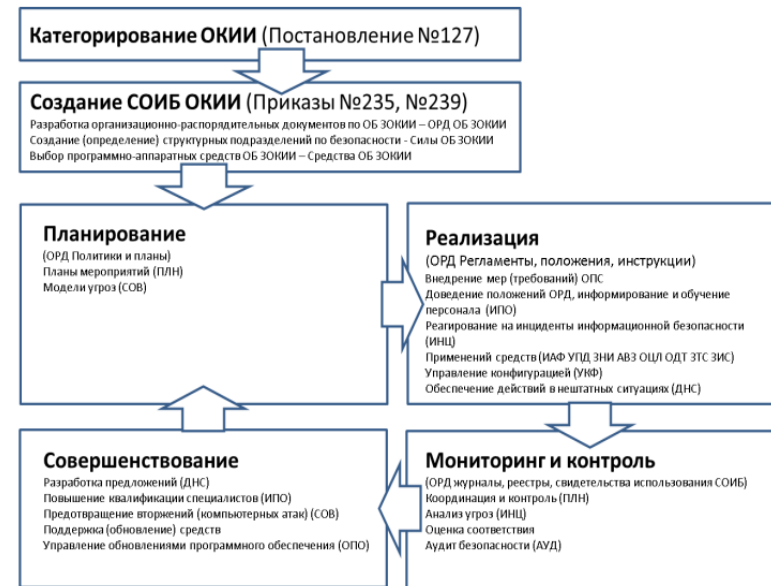 Категорирование ОКИИ (Постановление №127)
Создание СОИБ ОКИИ (Приказы №235, №239)
Разработка организационно-распорядительных документов по ОБ ЗОКИИ – ОРД ОБ ЗОКИИ
Создание (определение) структурных подразделений по безопасности - Силы ОБ ЗОКИИ
Выбор программно-аппаратных средств ОБ ЗОКИИ – Средства ОБ ЗОКИИ
Планирование
(ОРД Политики и планы)
Планы мероприятий (ПЛН)
Модели угроз (СОВ)
Реализация
(ОРД Регламенты, положения, инструкции)
Внедрение мер (требований) ОПС
Доведение положений ОРД, информирование и обучение
персонала (ИПО)
Реагирование на инциденты информационной безопасности
(ИНЦ)
Применений средств (ИАФ УПД ЗНИ АВЗ ОЦЛ ОДТ ЗТС ЗИС)
Управление конфигурацией (УКФ)
Обеспечение действий в нештатных ситуациях (ДНС)
Совершенствование
Разработка предложений (ДНС)
Повышение квалификации специалистов (ИПО)
Предотвращение вторжений (компьютерных атак) (СОВ)
Поддержка (обновление) средств
Управление обновлениями программного обеспечения (ОПО)
Мониторинг и контроль
(ОРД журналы, реестры, свидетельства использования СОИБ)
Координация и контроль (ПЛН)
Анализ угроз (ИНЦ)
Оценка соответствия
Аудит безопасности (АУД)